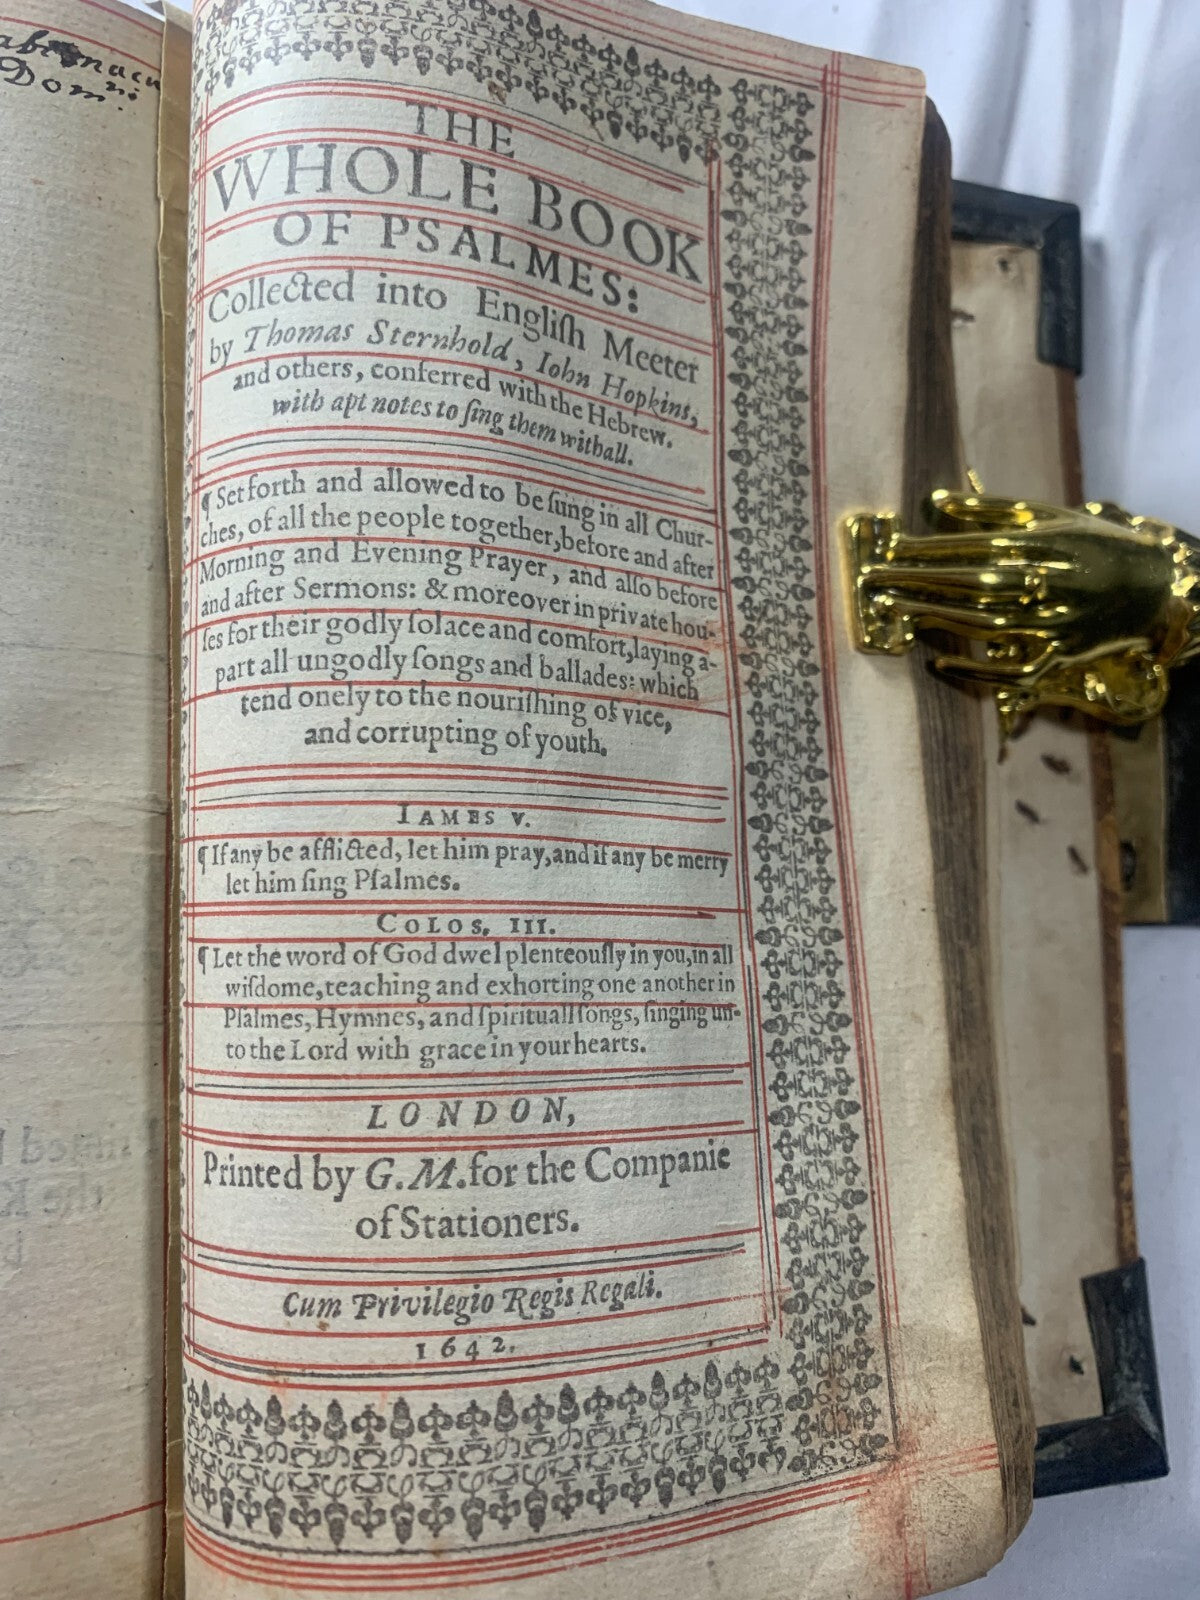 Dom.
THE
WHOLE BOOK
OF PSALMES:
Collected into Engliſh Meeter
by Thomas Sternhold, Iohn Hopkins,
and others, conferred with the Hebrew.
with apt notes to ſing them withall.
¶ Set forth and allowed to be ſung in all Chur-
ches, of all the people together, before and after
Morning and Evening Prayer, and alſo before
and after Sermons: & moreover in private hou-
ſes for their godly ſolace and comfort, laying a-
part all ungodly ſongs and ballades: which
tend onely to the nouriſhing of vice,
and corrupting of youth.
IAMES V.
¶ If any be afflicted, let him pray, and if any be merry
let him ſing Pſalmes.
COLOS. III.
¶ Let the word of God dwel plenteouſly in you, in all
wiſdome, teaching and exhorting one another in
Pſalmes, Hymnes, and ſpirituall ſongs, ſinging un-
to the Lord with grace in your hearts.
LONDON,
Printed by G. M. for the Companie
of Stationers.
Cum Privilegio Regis Regali.
1642.